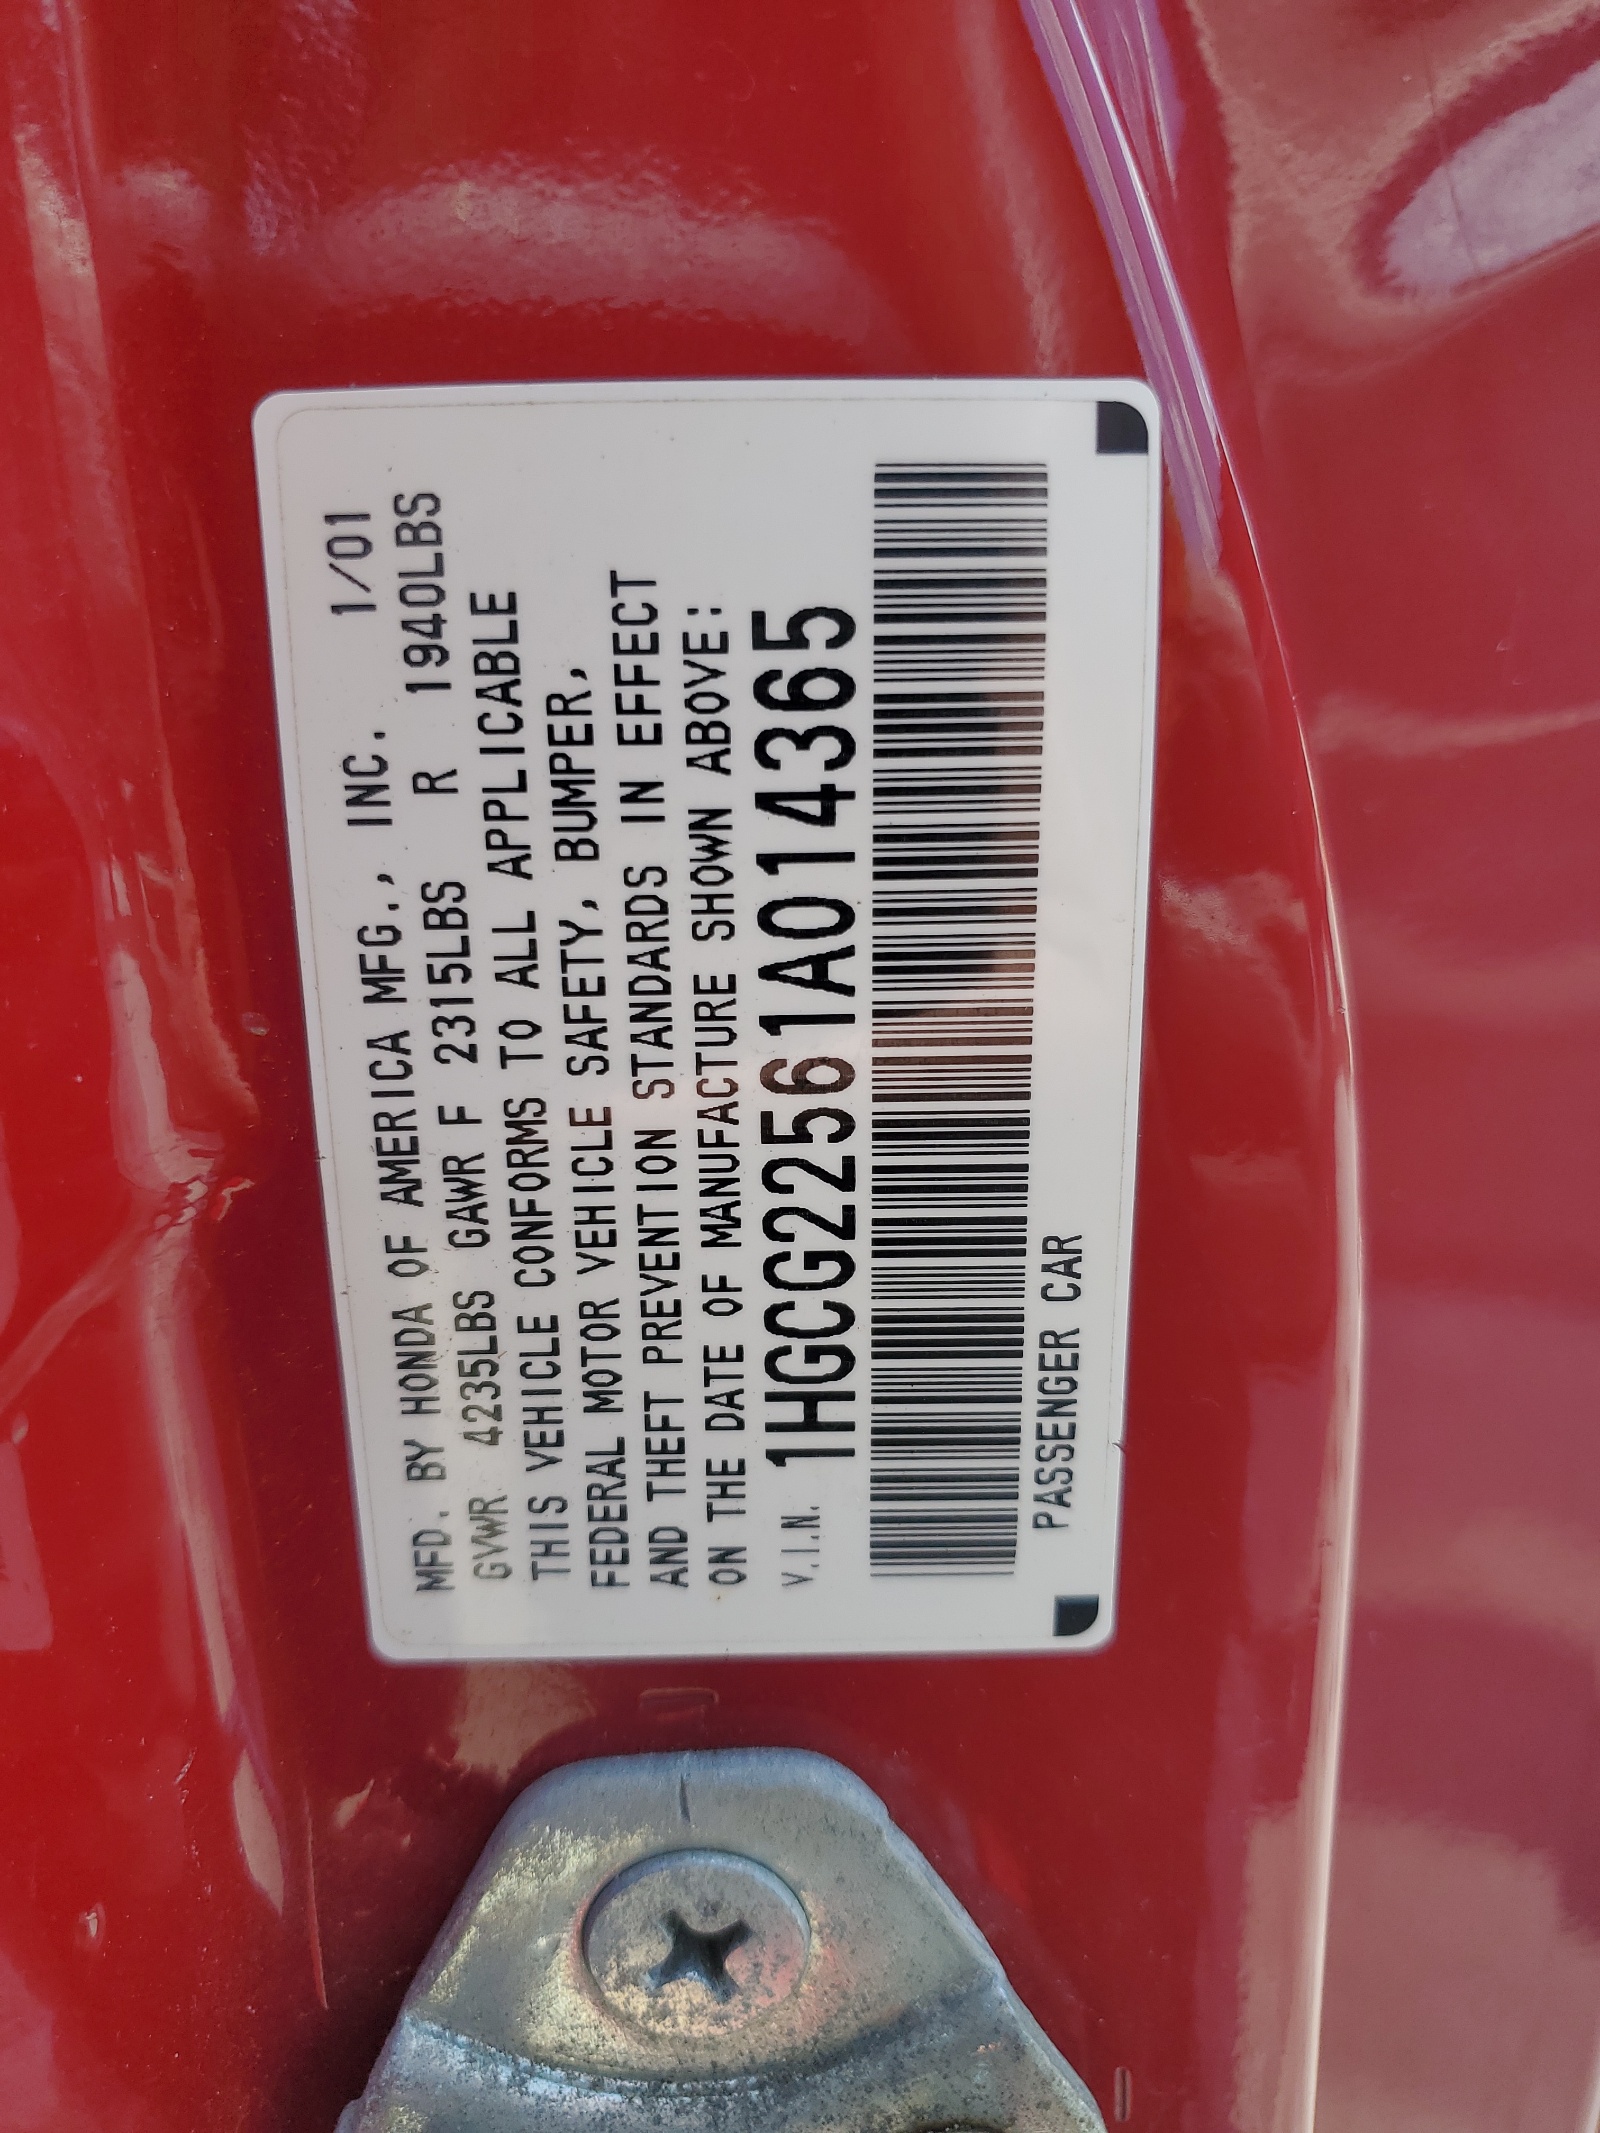 MFD. BY HONDA OF AMERICA MFG., INC. 1/01
GVWR 4235LBS GAWR F 2315LBS R 1940LBS
THIS VEHICLE CONFORMS TO ALL APPLICABLE
FEDERAL MOTOR VEHICLE SAFETY, BUMPER,
AND THEFT PREVENTION STANDARDS IN EFFECT
ON THE DATE OF MANUFACTURE SHOWN ABOVE:
V.I.N. 1HGCG22561A014365
PASSENGER CAR